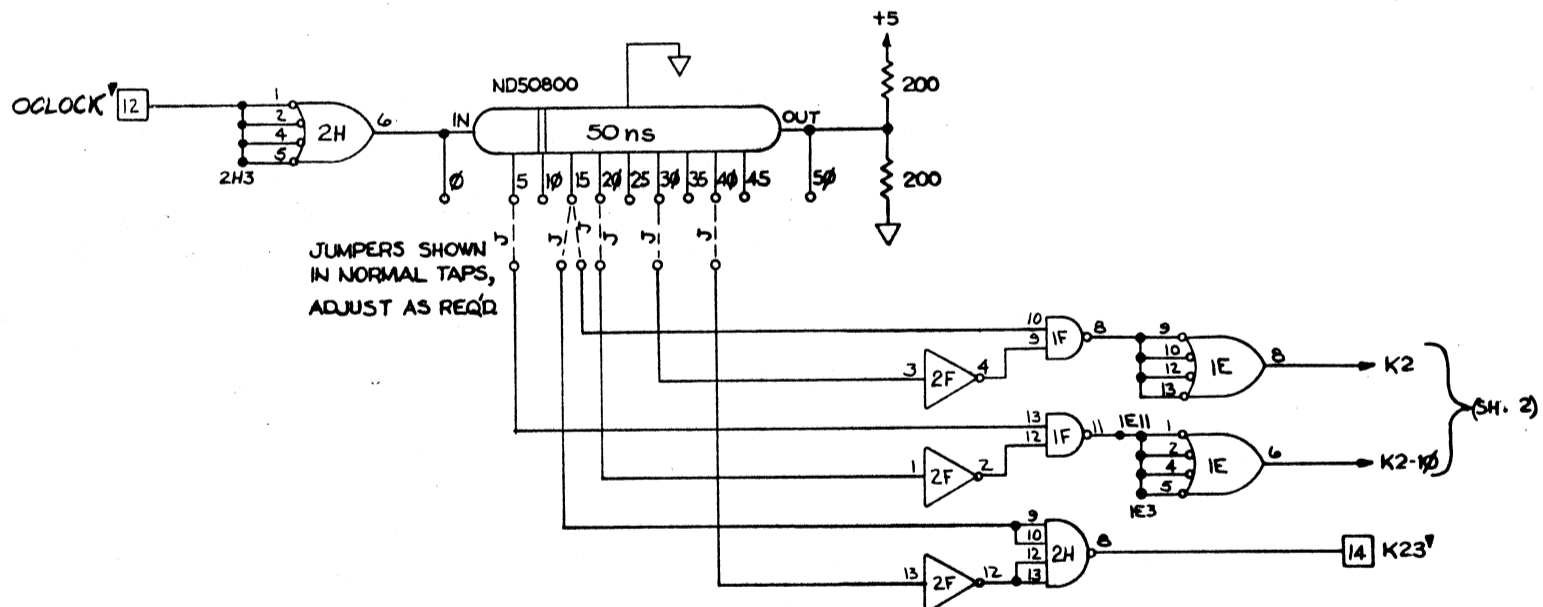 +5
200
ND50800
OCLOCK' 12
1
2
4
5
2H
6
2H3
IN
50 ns
OUT
200
Ø
5 1Ø 15 2Ø 25 3Ø 35 4Ø 45 5Ø
J J J J J J
JUMPERS SHOWN
IN NORMAL TAPS,
ADJUST AS REQ'D
10
9
1F
8
9
10
12
13
1E
8
K2
3
2F
4
(SH. 2)
13
12
1F
11
1E11
1
2
4
5
1E
6
K2-1Ø
1
2F
2
1E3
9
10
12
13
2H
8
14 K23'
13
2F
12